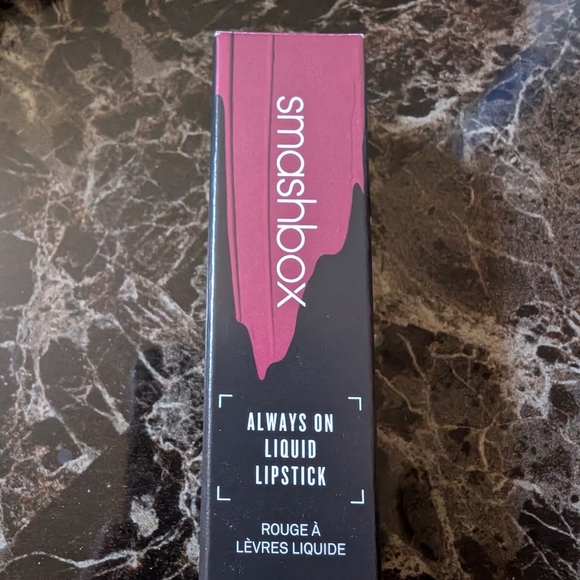 smashbox
ALWAYS ON
LIQUID
LIPSTICK
ROUGE À
LÈVRES LIQUIDE